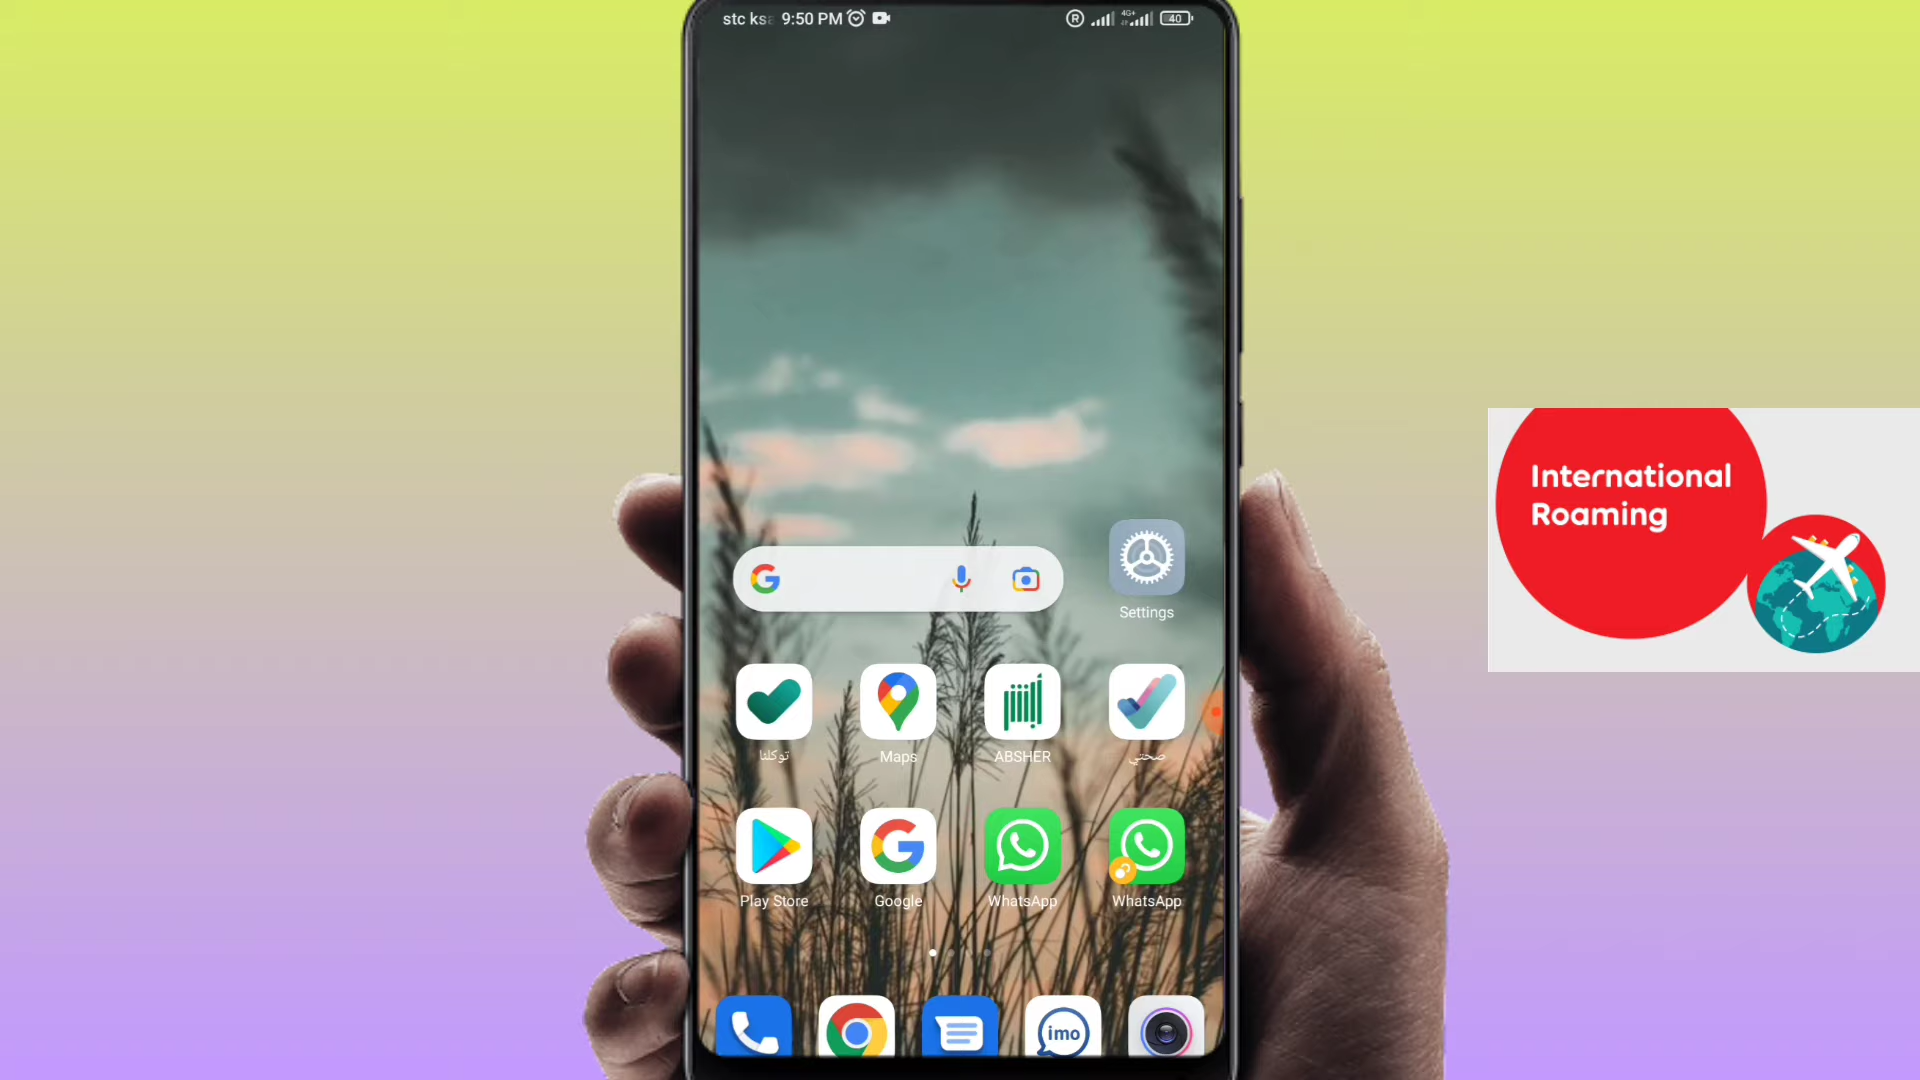 stc ksa 9:50 PM
R 4G+ 40
International
Roaming
Settings
توكلنا Maps ABSHER صحتي
Play Store Google WhatsApp WhatsApp
imo